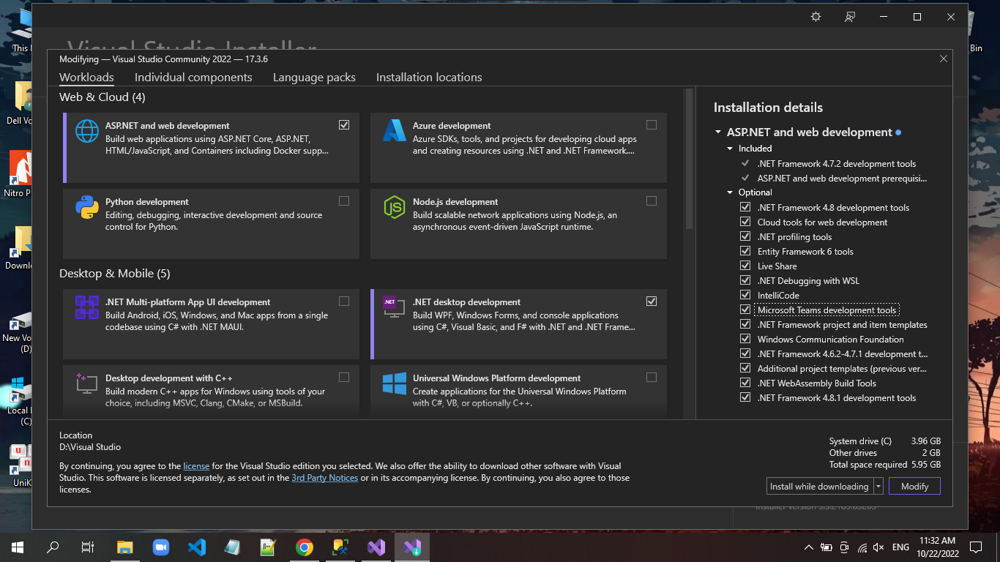 This
Bin
Dell Vo
Nitro P
Downlo
New Vo
(D)
Local
(C)
UniK
Visual Studio Installer
Modifying — Visual Studio Community 2022 — 17.3.6
Workloads
Individual components
Language packs
Installation locations
Web & Cloud (4)
ASP.NET and web development
Build web applications using ASP.NET Core, ASP.NET,
HTML/JavaScript, and Containers including Docker supp...
Azure development
Azure SDKs, tools, and projects for developing cloud apps
and creating resources using .NET and .NET Framework....
Python development
Editing, debugging, interactive development and source
control for Python.
Node.js development
Build scalable network applications using Node.js, an
asynchronous event-driven JavaScript runtime.
Desktop & Mobile (5)
.NET Multi-platform App UI development
Build Android, iOS, Windows, and Mac apps from a single
codebase using C# with .NET MAUI.
.NET
.NET desktop development
Build WPF, Windows Forms, and console applications
using C#, Visual Basic, and F# with .NET and .NET Frame...
Desktop development with C++
Build modern C++ apps for Windows using tools of your
choice, including MSVC, Clang, CMake, or MSBuild.
Universal Windows Platform development
Create applications for the Universal Windows Platform
with C#, VB, or optionally C++.
Installation details
ASP.NET and web development
Included
.NET Framework 4.7.2 development tools
ASP.NET and web development prerequisi...
Optional
.NET Framework 4.8 development tools
Cloud tools for web development
.NET profiling tools
Entity Framework 6 tools
Live Share
.NET Debugging with WSL
IntelliCode
Microsoft Teams development tools
.NET Framework project and item templates
Windows Communication Foundation
.NET Framework 4.6.2-4.7.1 development t...
Additional project templates (previous ver...
.NET WebAssembly Build Tools
.NET Framework 4.8.1 development tools
Location
D:\Visual Studio
By continuing, you agree to the license for the Visual Studio edition you selected. We also offer the ability to download other software with Visual
Studio. This software is licensed separately, as set out in the 3rd Party Notices or in its accompanying license. By continuing, you also agree to those
licenses.
System drive (C) 3.96 GB
Other drives 2 GB
Total space required 5.95 GB
Install while downloading
Modify
ENG
11:32 AM
10/22/2022